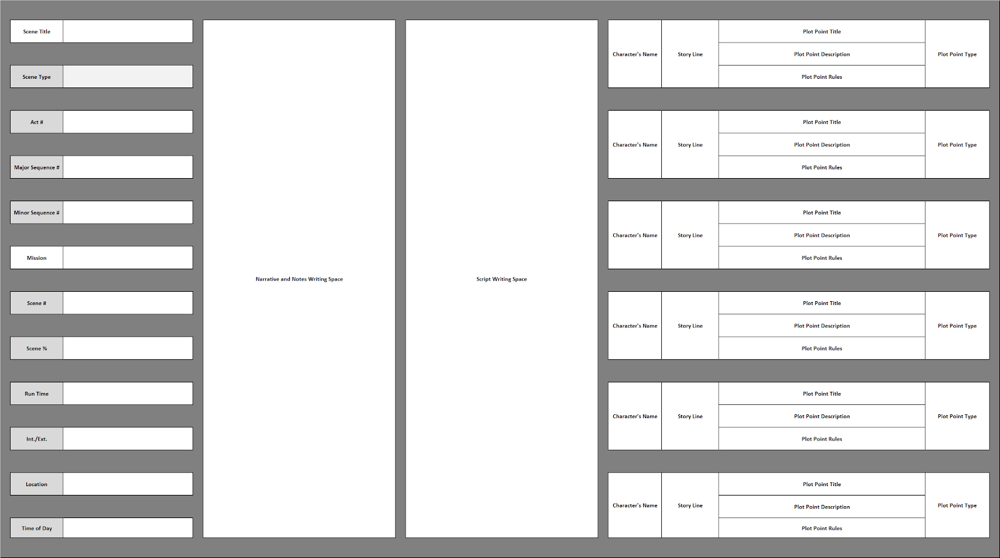 Scene Title
Scene Type
Act #
Major Sequence #
Minor Sequence #
Mission
Scene #
Scene %
Run Time
Int./Ext.
Location
Time of Day
Narrative and Notes Writing Space
Script Writing Space
Character's Name
Story Line
Plot Point Title
Plot Point Description
Plot Point Rules
Plot Point Type
Character's Name
Story Line
Plot Point Title
Plot Point Description
Plot Point Rules
Plot Point Type
Character's Name
Story Line
Plot Point Title
Plot Point Description
Plot Point Rules
Plot Point Type
Character's Name
Story Line
Plot Point Title
Plot Point Description
Plot Point Rules
Plot Point Type
Character's Name
Story Line
Plot Point Title
Plot Point Description
Plot Point Rules
Plot Point Type
Character's Name
Story Line
Plot Point Title
Plot Point Description
Plot Point Rules
Plot Point Type